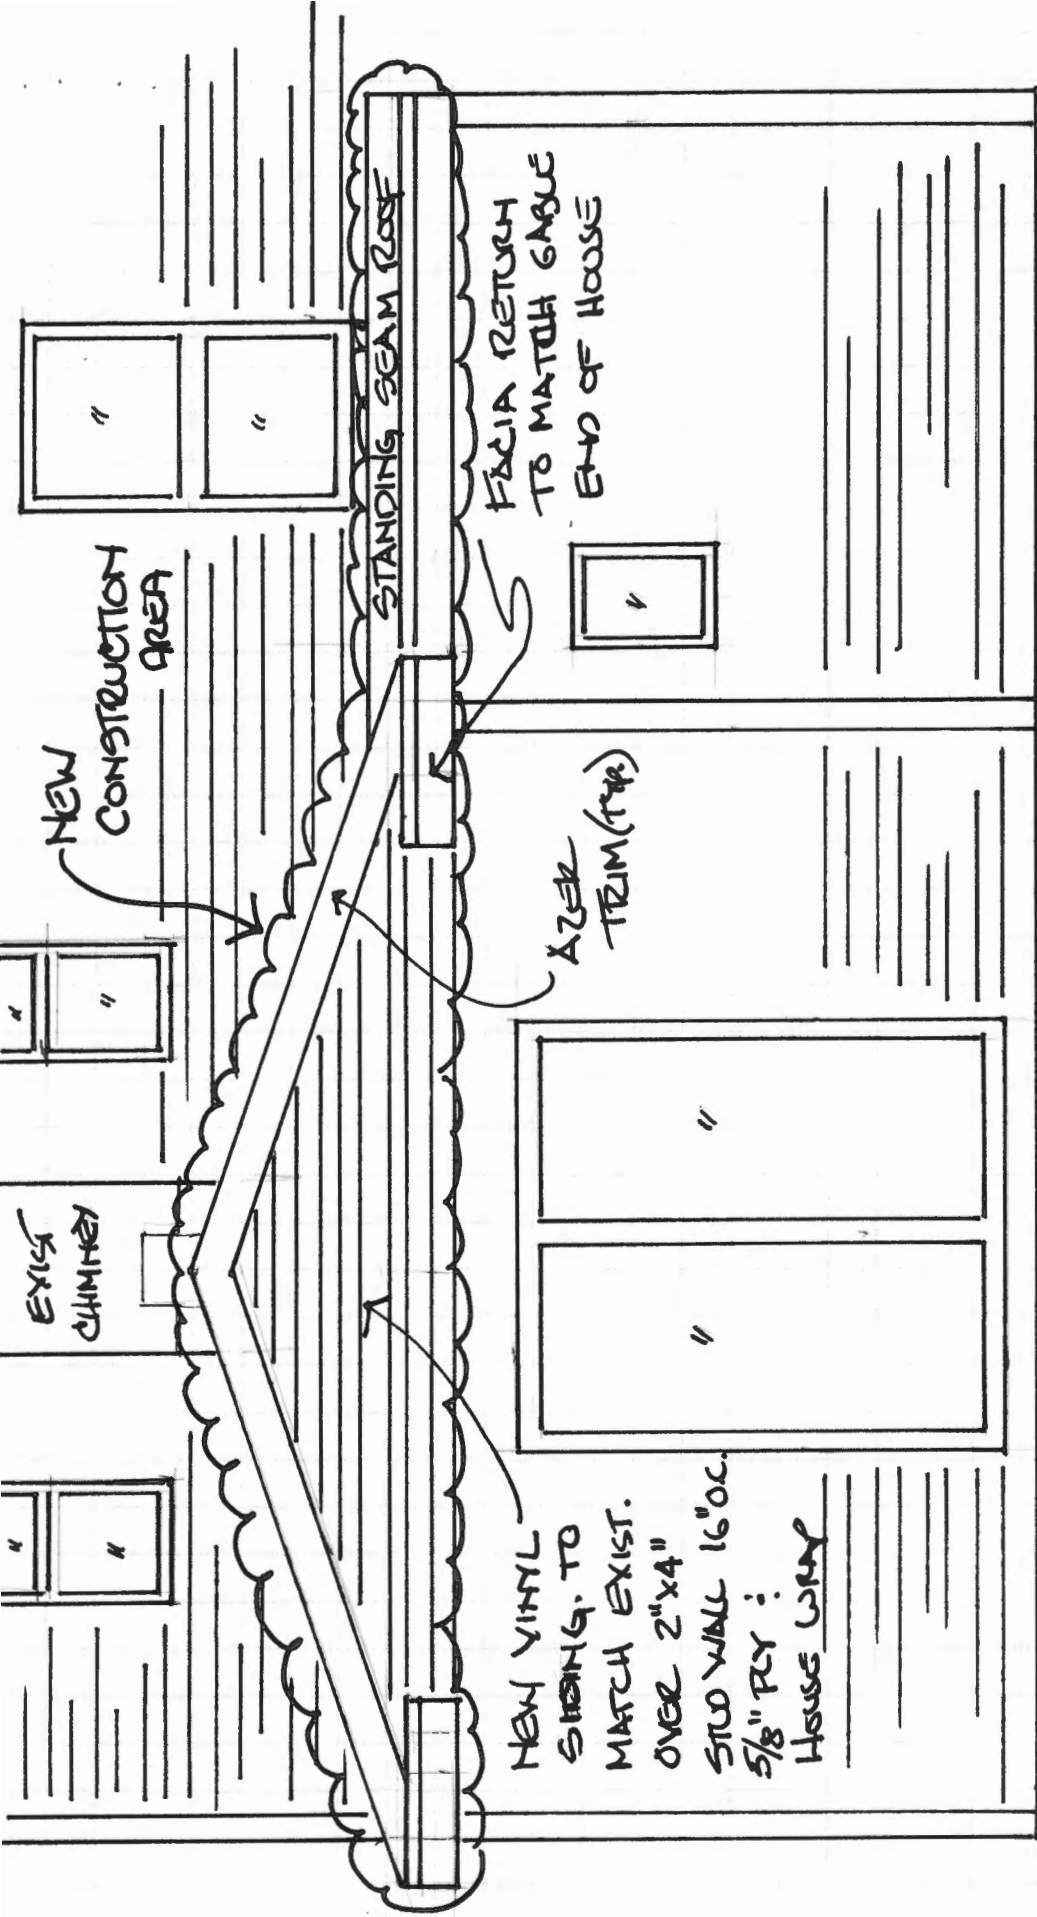 EXIST
CHIMNEY
NEW
CONSTRUCTION
AREA
STANDING SEAM ROOF
NEW VINYL
SIDING. TO
MATCH EXIST.
OVER 2"X4"
STUD WALL 16"O.C.
5/8" PLY :
HOUSE WRAP
AZEK
TRIM (TYP.)
FACIA RETURN
TO MATCH GABLE
END OF HOUSE